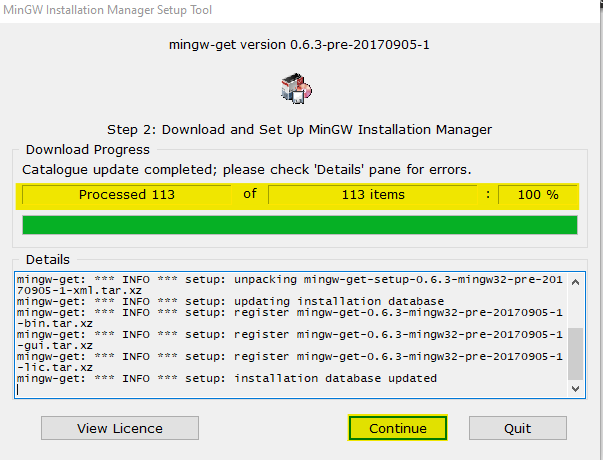 MinGW Installation Manager Setup Tool
mingw-get version 0.6.3-pre-20170905-1
Step 2: Download and Set Up MinGW Installation Manager
Download Progress
Catalogue update completed; please check 'Details' pane for errors.
Processed 113 of 113 items : 100 %
Details
mingw-get: *** INFO *** setup: unpacking mingw-get-setup-0.6.3-mingw32-pre-201
70905-1-xml.tar.xz
mingw-get: *** INFO *** setup: updating installation database
mingw-get: *** INFO *** setup: register mingw-get-0.6.3-mingw32-pre-20170905-1
-bin.tar.xz
mingw-get: *** INFO *** setup: register mingw-get-0.6.3-mingw32-pre-20170905-1
-gui.tar.xz
mingw-get: *** INFO *** setup: register mingw-get-0.6.3-mingw32-pre-20170905-1
-lic.tar.xz
mingw-get: *** INFO *** setup: installation database updated
View Licence Continue Quit